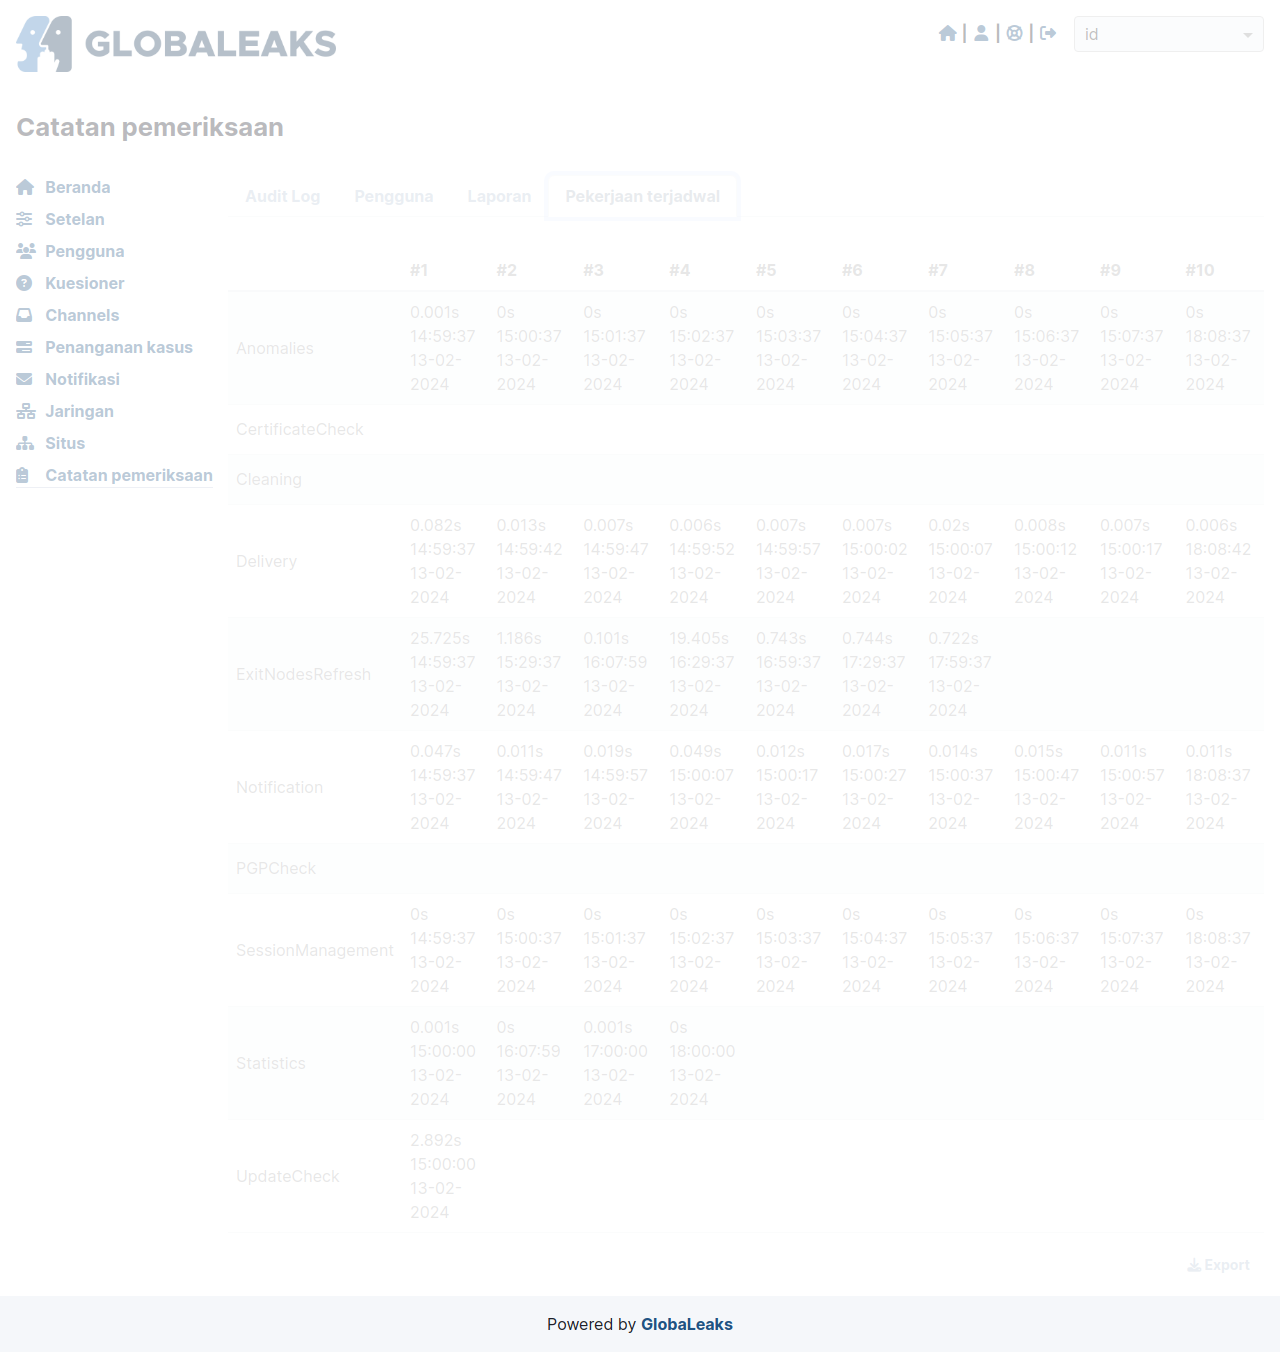 GLOBALEAKS
| | |
id
Catatan pemeriksaan
Beranda
Setelan
Pengguna
Kuesioner
Channels
Penanganan kasus
Notifikasi
Jaringan
Situs
Catatan pemeriksaan
Audit Log Pengguna Laporan Pekerjaan terjadwal
#1 #2 #3 #4 #5 #6 #7 #8 #9 #10
0.001s 0s 0s 0s 0s 0s 0s 0s 0s 0s
14:59:37 15:00:37 15:01:37 15:02:37 15:03:37 15:04:37 15:05:37 15:06:37 15:07:37 18:08:37
Anomalies
13-02- 13-02- 13-02- 13-02- 13-02- 13-02- 13-02- 13-02- 13-02- 13-02-
2024 2024 2024 2024 2024 2024 2024 2024 2024 2024
CertificateCheck
Cleaning
0.082s 0.013s 0.007s 0.006s 0.007s 0.007s 0.02s 0.008s 0.007s 0.006s
14:59:37 14:59:42 14:59:47 14:59:52 14:59:57 15:00:02 15:00:07 15:00:12 15:00:17 18:08:42
Delivery
13-02- 13-02- 13-02- 13-02- 13-02- 13-02- 13-02- 13-02- 13-02- 13-02-
2024 2024 2024 2024 2024 2024 2024 2024 2024 2024
25.725s 1.186s 0.101s 19.405s 0.743s 0.744s 0.722s
14:59:37 15:29:37 16:07:59 16:29:37 16:59:37 17:29:37 17:59:37
ExitNodesRefresh
13-02- 13-02- 13-02- 13-02- 13-02- 13-02- 13-02-
2024 2024 2024 2024 2024 2024 2024
0.047s 0.011s 0.019s 0.049s 0.012s 0.017s 0.014s 0.015s 0.011s 0.011s
14:59:37 14:59:47 14:59:57 15:00:07 15:00:17 15:00:27 15:00:37 15:00:47 15:00:57 18:08:37
Notification
13-02- 13-02- 13-02- 13-02- 13-02- 13-02- 13-02- 13-02- 13-02- 13-02-
2024 2024 2024 2024 2024 2024 2024 2024 2024 2024
PGPCheck
0s 0s 0s 0s 0s 0s 0s 0s 0s 0s
14:59:37 15:00:37 15:01:37 15:02:37 15:03:37 15:04:37 15:05:37 15:06:37 15:07:37 18:08:37
SessionManagement
13-02- 13-02- 13-02- 13-02- 13-02- 13-02- 13-02- 13-02- 13-02- 13-02-
2024 2024 2024 2024 2024 2024 2024 2024 2024 2024
0.001s 0s 0.001s 0s
15:00:00 16:07:59 17:00:00 18:00:00
Statistics
13-02- 13-02- 13-02- 13-02-
2024 2024 2024 2024
2.892s
15:00:00
UpdateCheck
13-02-
2024
Export
Powered by GlobaLeaks